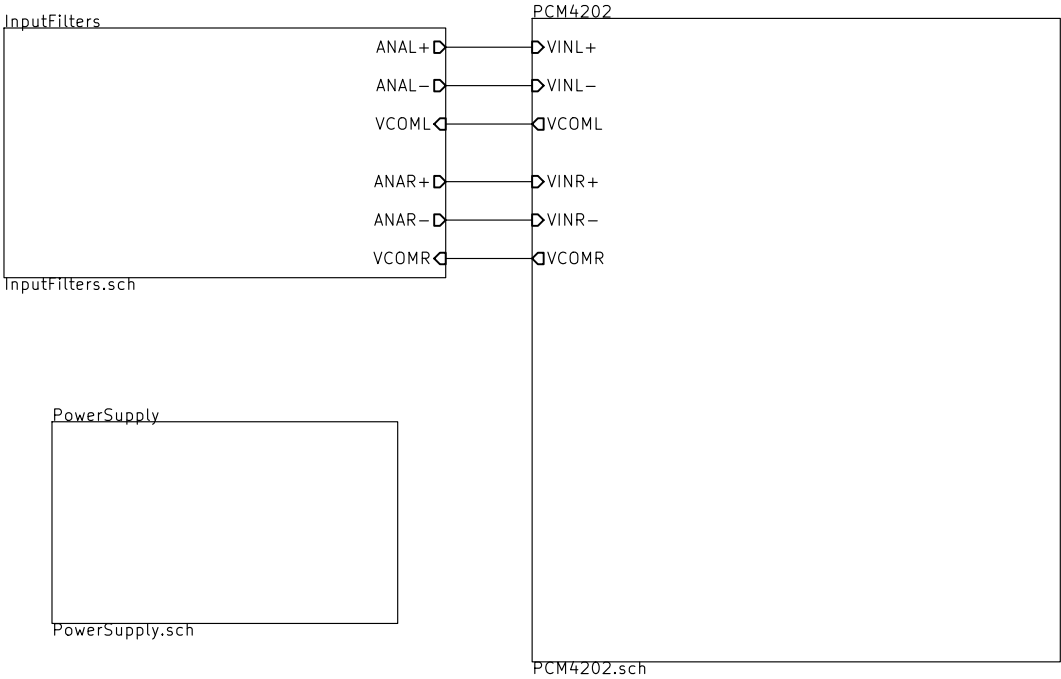 InputFilters
ANAL+
ANAL−
VCOML
ANAR+
ANAR−
VCOMR
InputFilters.sch
PCM4202
VINL+
VINL−
VCOML
VINR+
VINR−
VCOMR
PCM4202.sch
PowerSupply
PowerSupply.sch